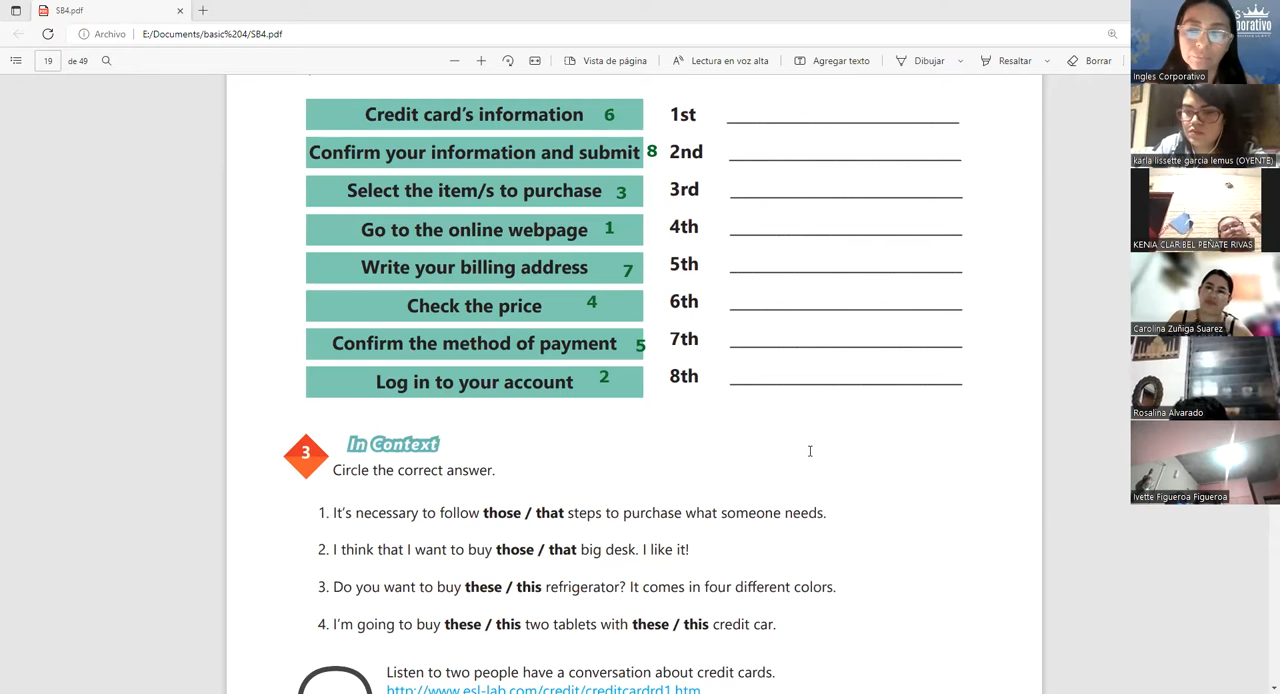 SB4.pdf
Archivo E:/Documents/basic%204/SB4.pdf
19 de 49 Vista de página Lectura en voz alta Agregar texto Dibujar Resaltar Borrar
Credit card's information 6 1st
Confirm your information and submit 8 2nd
Select the item/s to purchase 3 3rd
Go to the online webpage 1 4th
Write your billing address 7 5th
Check the price 4 6th
Confirm the method of payment 5 7th
Log in to your account 2 8th
3 In Context
Circle the correct answer.
1. It's necessary to follow those / that steps to purchase what someone needs.
2. I think that I want to buy those / that big desk. I like it!
3. Do you want to buy these / this refrigerator? It comes in four different colors.
4. I'm going to buy these / this two tablets with these / this credit car.
Listen to two people have a conversation about credit cards.
http://www.esl-lab.com/credit/creditcardrd1.htm
Ingles Corporativo
karla lissette garcia lemus (OYENTE)
KENIA CLARIBEL PEÑATE RIVAS
Carolina Zuñiga Suarez
Rosalina Alvarado
Ivette Figueroa Figueroa